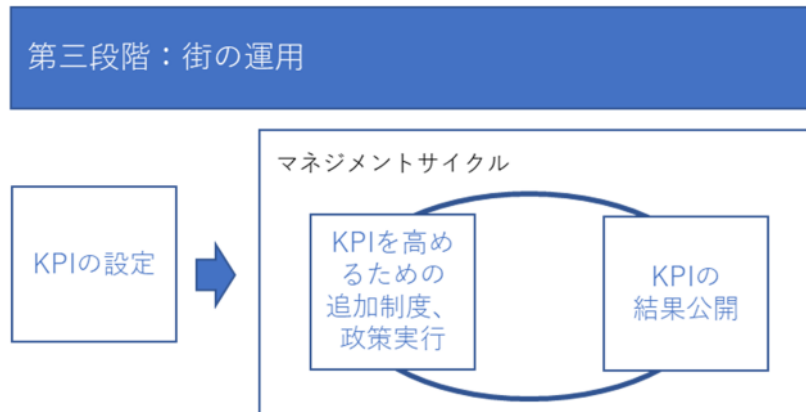 第三段階：街の運用
マネジメントサイクル
KPIの設定
KPIを高め
るための
追加制度、
政策実行
KPIの
結果公開